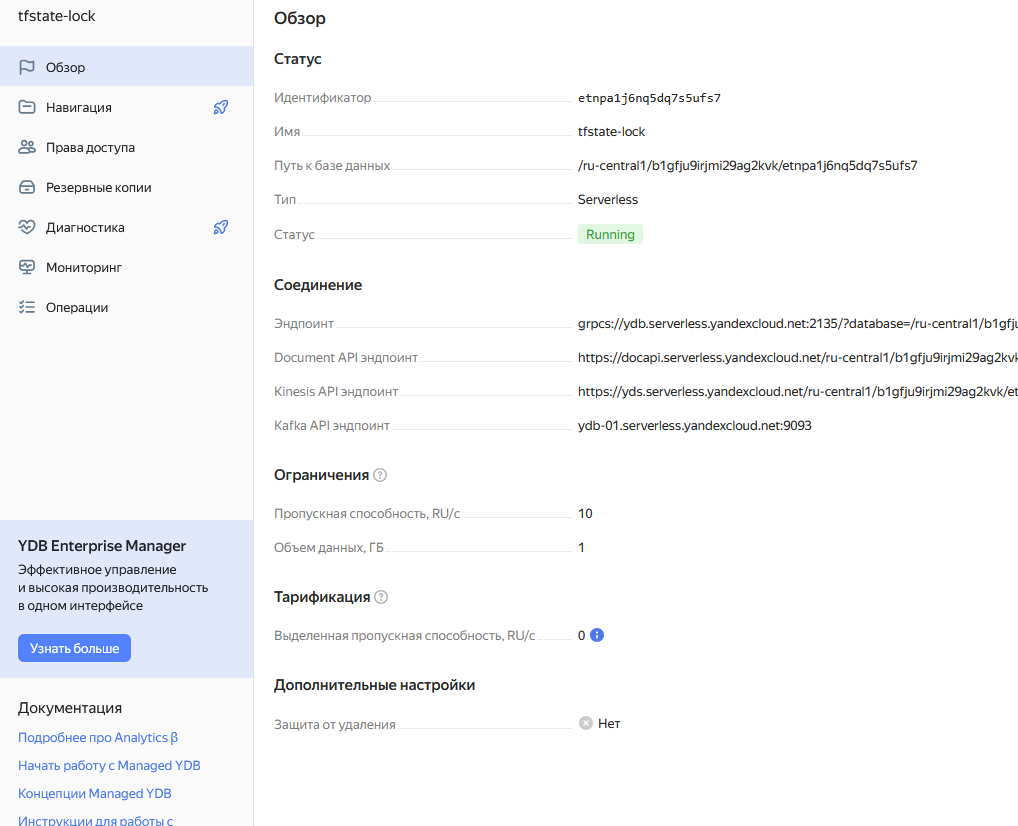 tfstate-lock
Обзор
Навигация
Права доступа
Резервные копии
Диагностика
Мониторинг
Операции
YDB Enterprise Manager
Эффективное управление
и высокая производительность
в одном интерфейсе
Узнать больше
Документация
Подробнее про Analytics β
Начать работу с Managed YDB
Концепции Managed YDB
Инструкции для работы с
Обзор
Статус
Идентификатор etnpa1j6nq5dq7s5ufs7
Имя tfstate-lock
Путь к базе данных /ru-central1/b1gfju9irjmi29ag2kvk/etnpa1j6nq5dq7s5ufs7
Тип Serverless
Статус Running
Соединение
Эндпоинт grpcs://ydb.serverless.yandexcloud.net:2135/?database=/ru-central1/b1gfju
Document API эндпоинт https://docapi.serverless.yandexcloud.net/ru-central1/b1gfju9irjmi29ag2kvk
Kinesis API эндпоинт https://yds.serverless.yandexcloud.net/ru-central1/b1gfju9irjmi29ag2kvk/et
Kafka API эндпоинт ydb-01.serverless.yandexcloud.net:9093
Ограничения
Пропускная способность, RU/с 10
Объем данных, ГБ 1
Тарификация
Выделенная пропускная способность, RU/с 0
Дополнительные настройки
Защита от удаления Нет